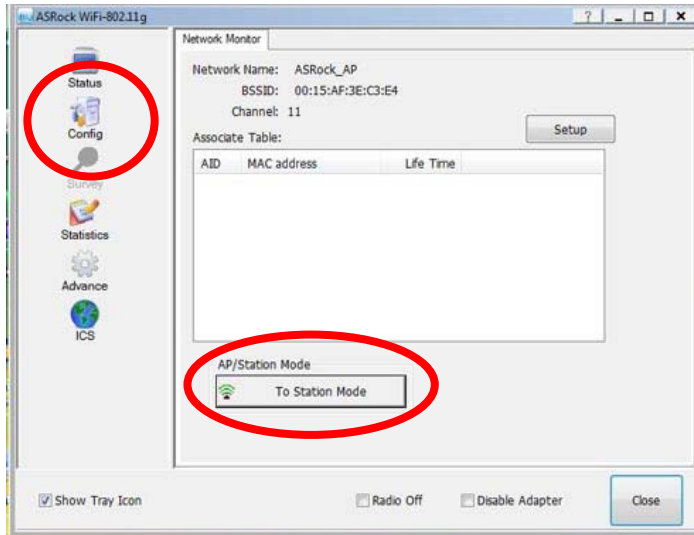 ASRock WiFi-802.11g
Network Monitor
Status
Config
Survey
Statistics
Advance
ICS
Network Name: ASRock_AP
BSSID: 00:15:AF:3E:C3:E4
Channel: 11
Setup
Associate Table:
AID MAC address Life Time
AP/Station Mode
To Station Mode
Show Tray Icon Radio Off Disable Adapter Close